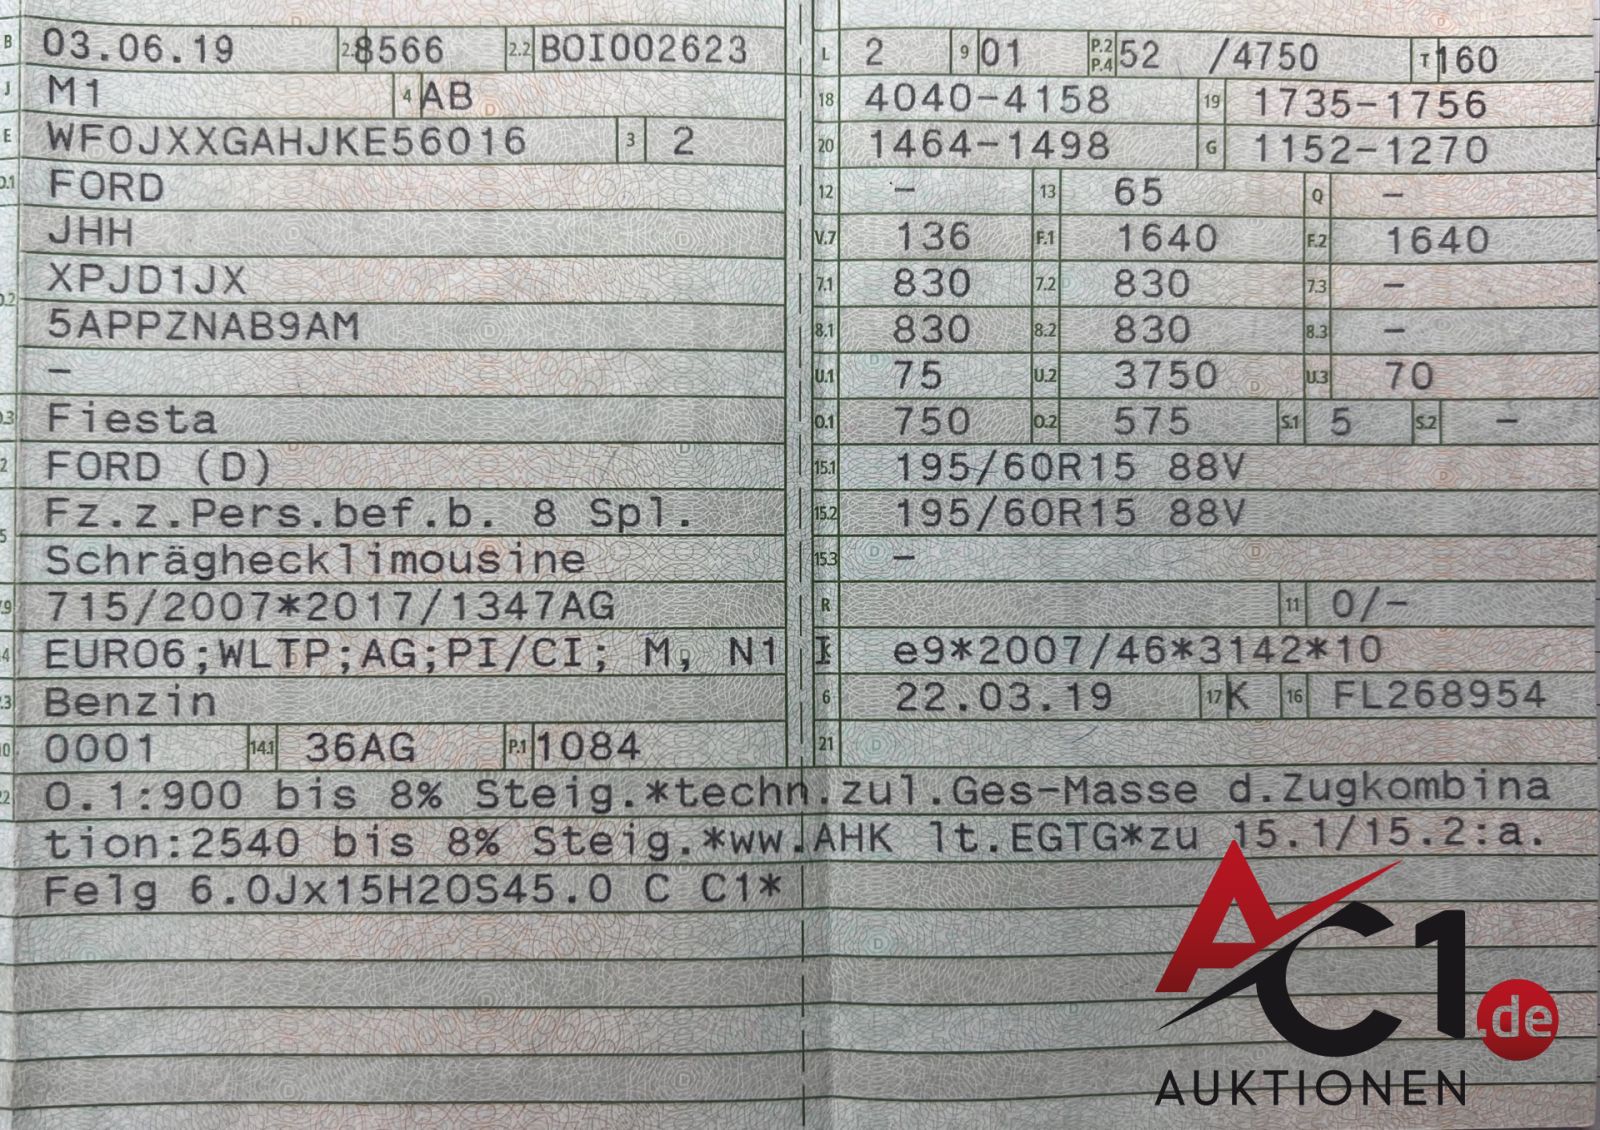 B 03.06.19 2.1 8566 2.2 BOI002623
J M1 4 AB
E WF0JXXGAHJKE56016 3 2
D.1 FORD
JHH
D.2 XPJD1JX
5APPZNAB9AM
-
D.3 Fiesta
2 FORD (D)
5 Fz.z.Pers.bef.b. 8 Spl.
Schräghecklimousine
V.9 715/2007*2017/1347AG
14 EURO6;WLTP;AG;PI/CI; M, N1
P.3 Benzin
10 0001 14.1 36AG P.1 1084
L 2 9 01 P.2 P.4 52 /4750 T 160
18 4040-4158 19 1735-1756
20 1464-1498 G 1152-1270
12 - 13 65 Q -
V.7 136 F.1 1640 F.2 1640
7.1 830 7.2 830 7.3 -
8.1 830 8.2 830 8.3 -
U.1 75 U.2 3750 U.3 70
O.1 750 O.2 575 S.1 5 S.2 -
15.1 195/60R15 88V
15.2 195/60R15 88V
15.3 -
R 11 0/-
K e9*2007/46*3142*10
6 22.03.19 17 K 16 FL268954
21
22 O.1:900 bis 8% Steig.*techn.zul.Ges-Masse d.Zugkombina
tion:2540 bis 8% Steig.*ww.AHK lt.EGTG*zu 15.1/15.2:a.
Felg 6.0Jx15H2OS45.0 C C1*
AC1.de
AUKTIONEN